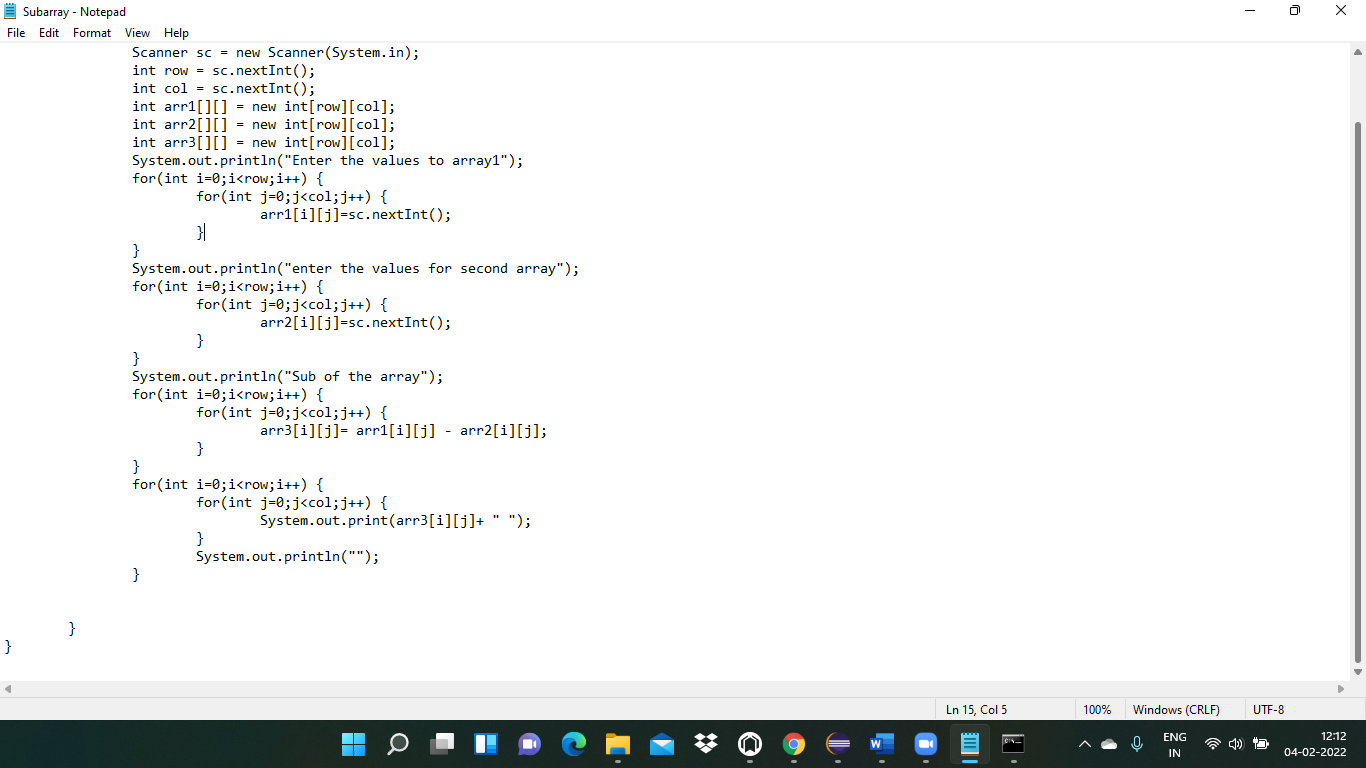 Subarray - Notepad
File Edit Format View Help
Scanner sc = new Scanner(System.in);
int row = sc.nextInt();
int col = sc.nextInt();
int arr1[][] = new int[row][col];
int arr2[][] = new int[row][col];
int arr3[][] = new int[row][col];
System.out.println("Enter the values to array1");
for(int i=0;i<row;i++) {
for(int j=0;j<col;j++) {
arr1[i][j]=sc.nextInt();
}
}
System.out.println("enter the values for second array");
for(int i=0;i<row;i++) {
for(int j=0;j<col;j++) {
arr2[i][j]=sc.nextInt();
}
}
System.out.println("Sub of the array");
for(int i=0;i<row;i++) {
for(int j=0;j<col;j++) {
arr3[i][j]= arr1[i][j] - arr2[i][j];
}
}
for(int i=0;i<row;i++) {
for(int j=0;j<col;j++) {
System.out.print(arr3[i][j]+ " ");
}
System.out.println("");
}
}
}
Ln 15, Col 5 100% Windows (CRLF) UTF-8
ENG 12:12
IN 04-02-2022